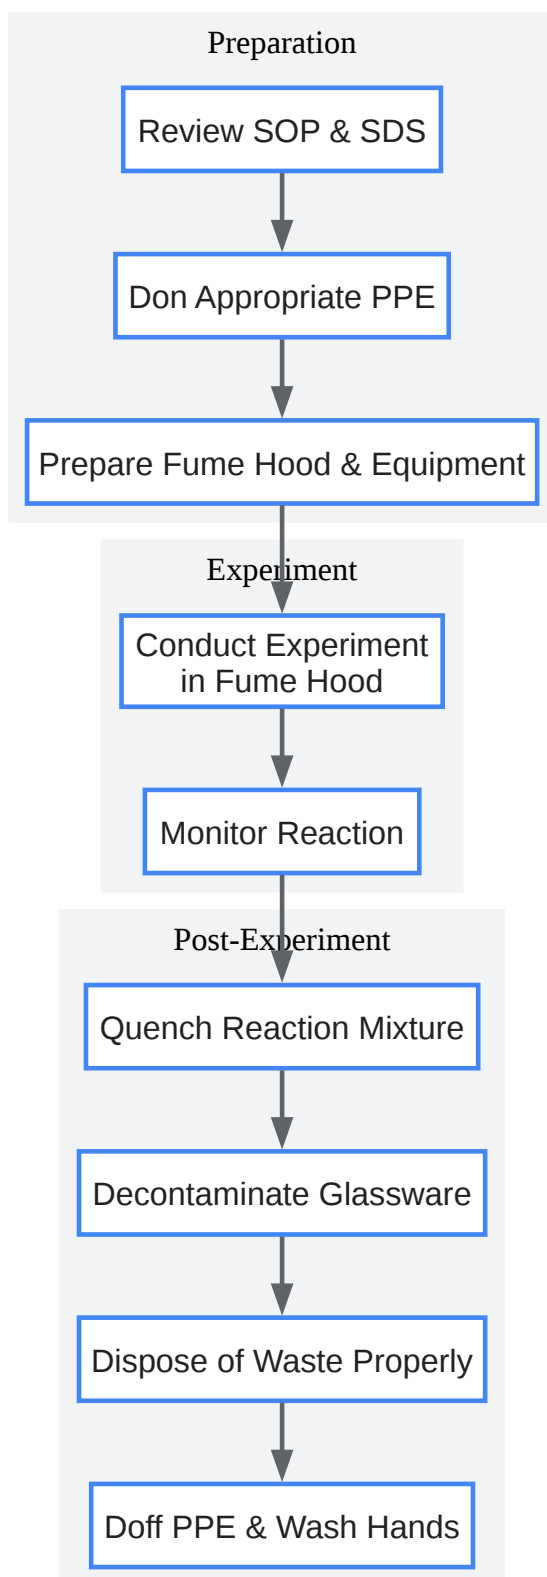 Preparation
Review SOP & SDS
Don Appropriate PPE
Prepare Fume Hood & Equipment
Experiment
Conduct Experiment
in Fume Hood
Monitor Reaction
Post-Experiment
Quench Reaction Mixture
Decontaminate Glassware
Dispose of Waste Properly
Doff PPE & Wash Hands